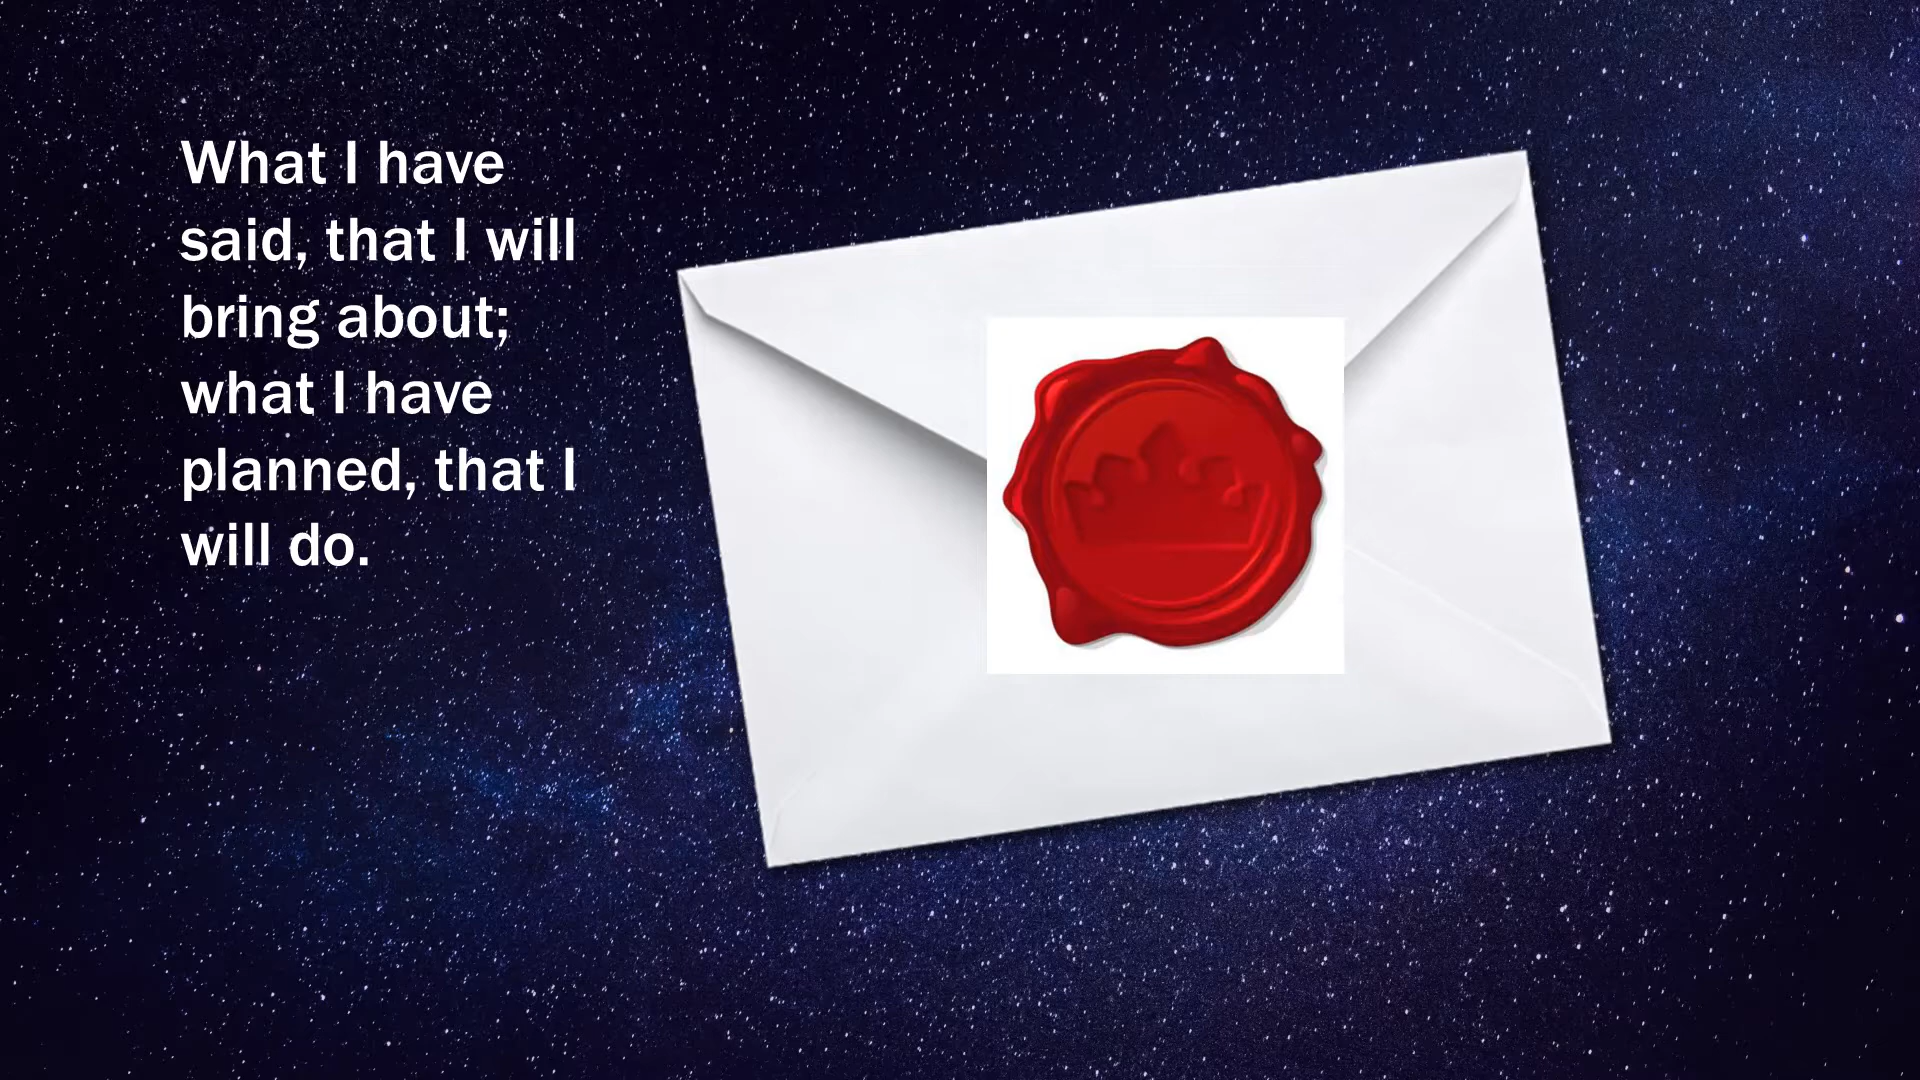 What I have
said, that I will
bring about;
what I have
planned, that I
will do.